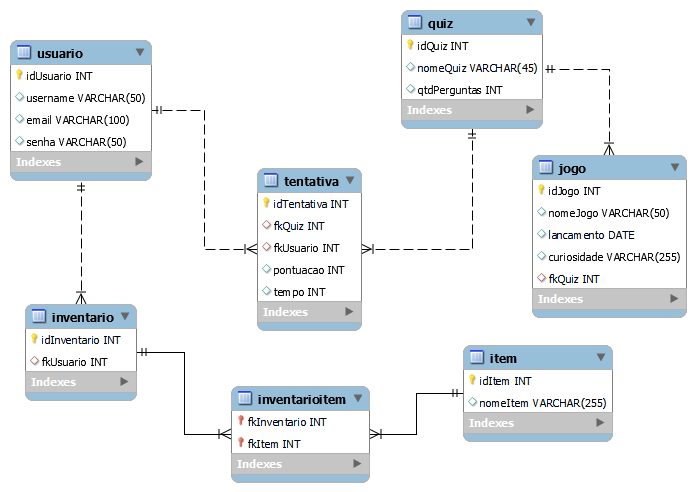 usuario
idUsuario INT
username VARCHAR(50)
email VARCHAR(100)
senha VARCHAR(50)
Indexes
quiz
idQuiz INT
nomeQuiz VARCHAR(45)
qtdPerguntas INT
Indexes
tentativa
idTentativa INT
fkQuiz INT
fkUsuario INT
pontuacao INT
tempo INT
Indexes
jogo
idJogo INT
nomeJogo VARCHAR(50)
lancamento DATE
curiosidade VARCHAR(255)
fkQuiz INT
Indexes
inventario
idInventario INT
fkUsuario INT
Indexes
inventarioitem
fkInventario INT
fkItem INT
Indexes
item
idItem INT
nomeItem VARCHAR(255)
Indexes